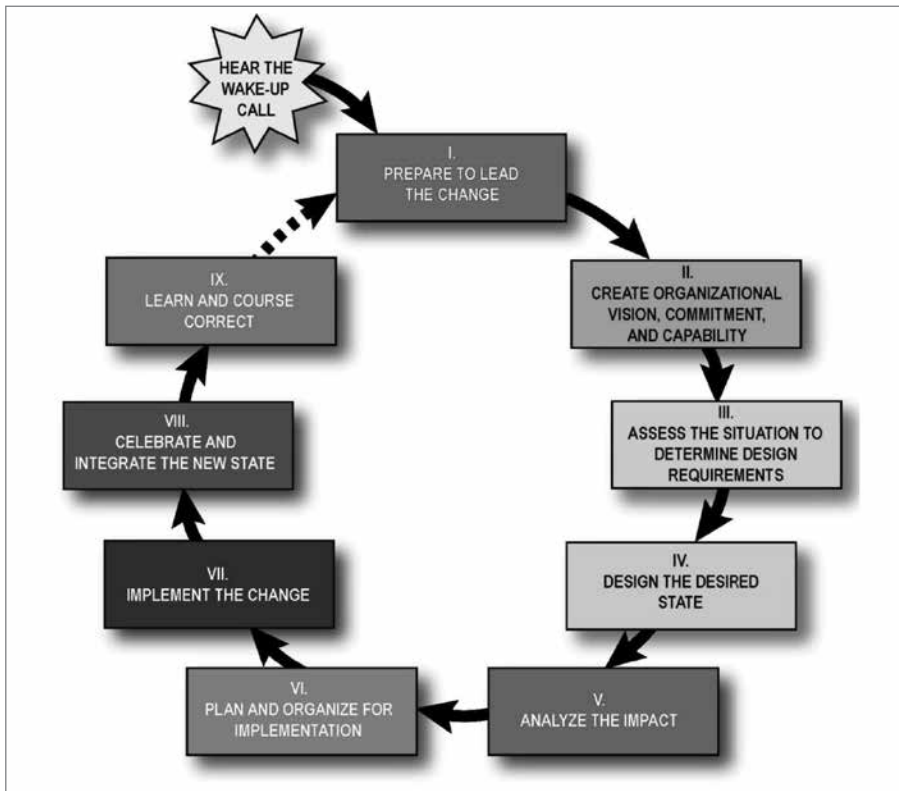 HEAR THE
WAKE-UP
CALL
I.
PREPARE TO LEAD
THE CHANGE
II.
CREATE ORGANIZATIONAL
VISION, COMMITMENT,
AND CAPABILITY
III.
ASSESS THE SITUATION TO
DETERMINE DESIGN
REQUIREMENTS
IV.
DESIGN THE DESIRED
STATE
V.
ANALYZE THE IMPACT
VI.
PLAN AND ORGANIZE FOR
IMPLEMENTATION
VII.
IMPLEMENT THE CHANGE
VIII.
CELEBRATE AND
INTEGRATE THE NEW STATE
IX.
LEARN AND COURSE
CORRECT